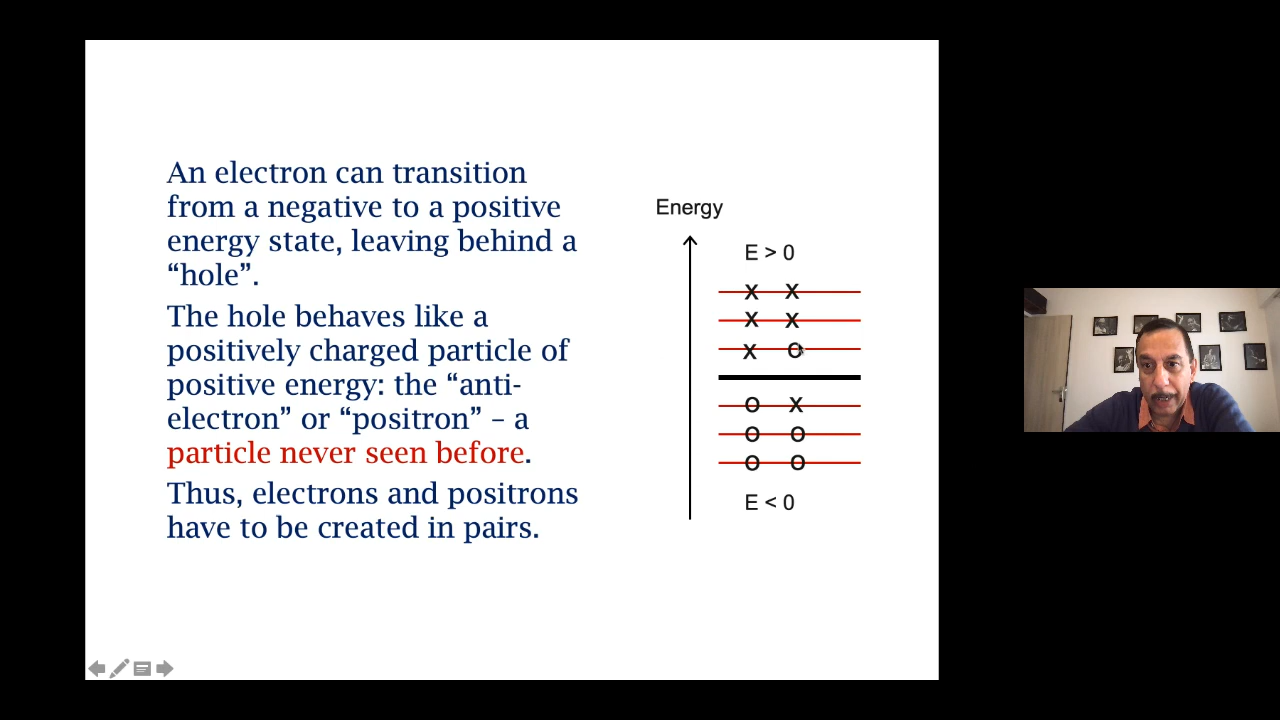 An electron can transition
from a negative to a positive
energy state, leaving behind a
“hole”.
The hole behaves like a
positively charged particle of
positive energy: the “anti-
electron” or “positron” – a
particle never seen before.
Thus, electrons and positrons
have to be created in pairs.
Energy
E > 0
X X
X X
X O
O X
O O
O O
E < 0